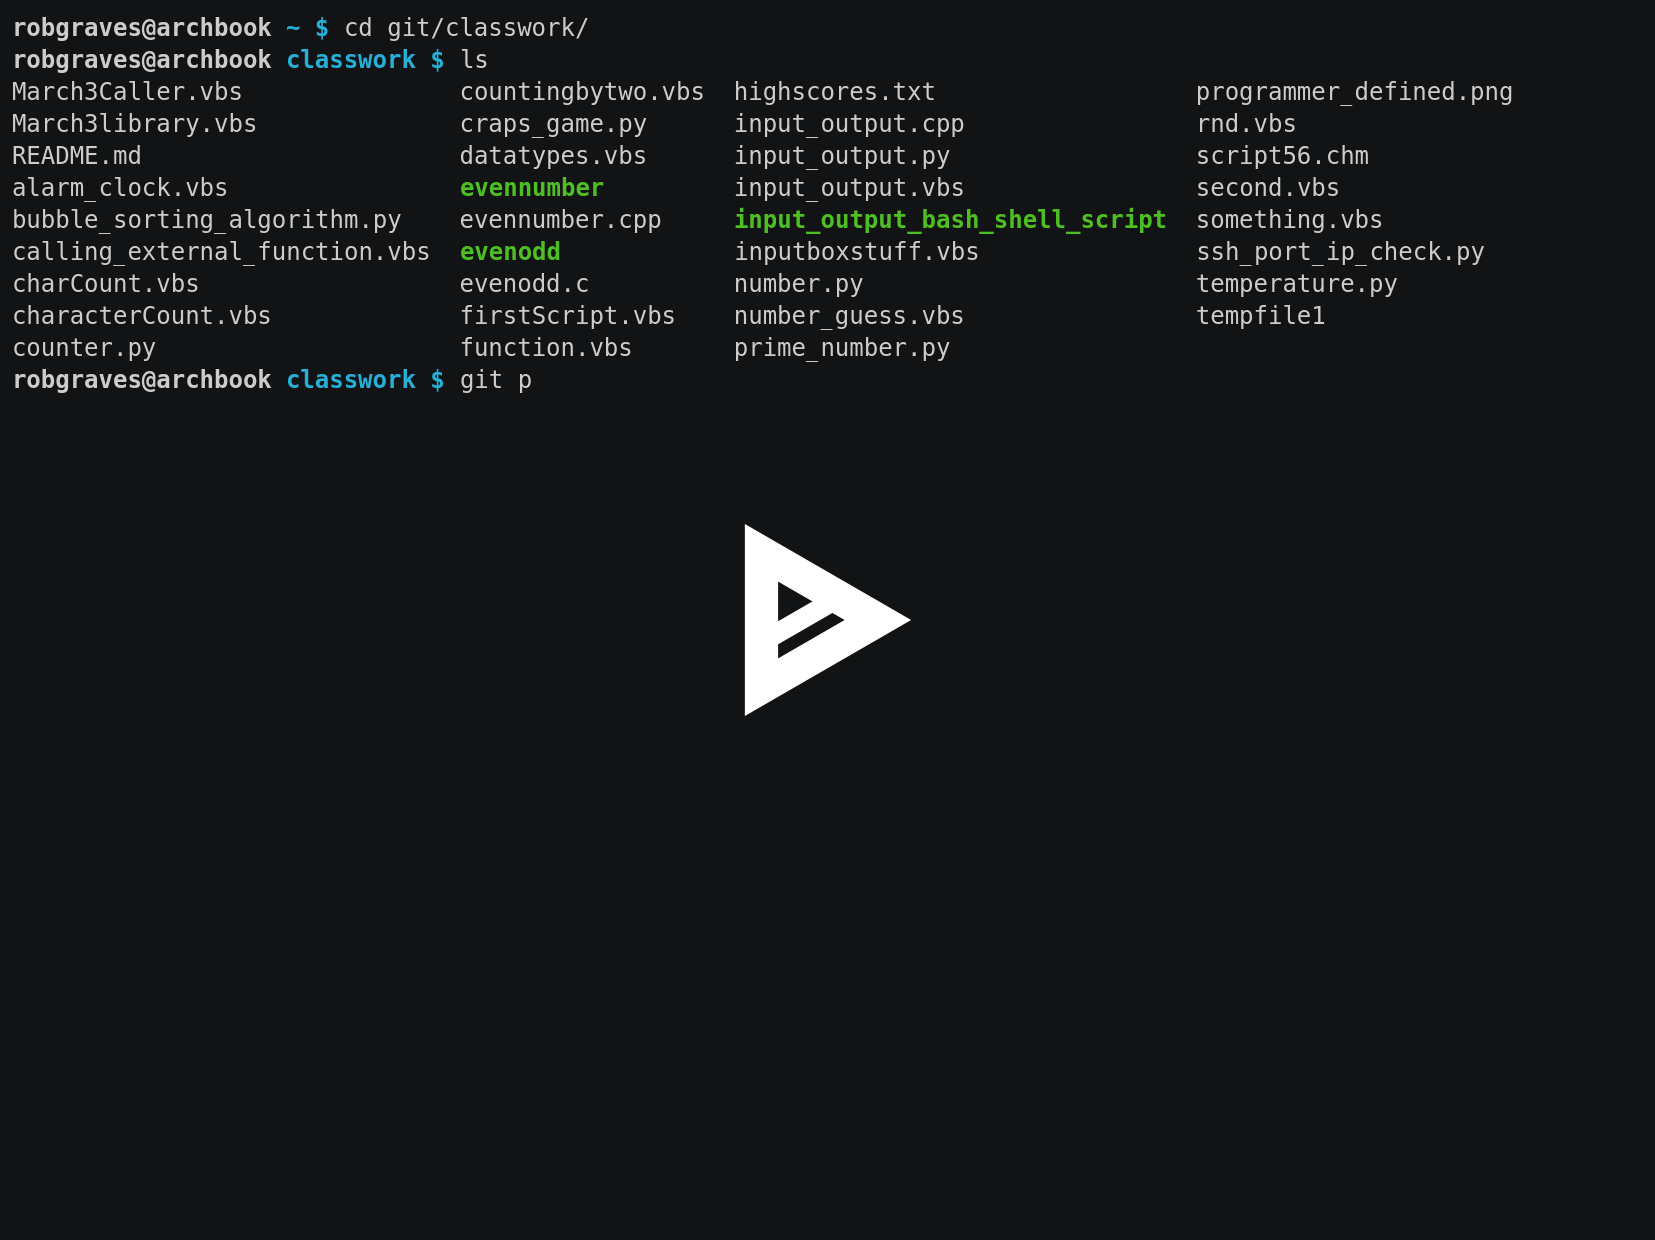 robgraves@archbook ~ $ cd git/classwork/
robgraves@archbook classwork $ ls
March3Caller.vbs               countingbytwo.vbs  highscores.txt                  programmer_defined.png
March3library.vbs              craps_game.py      input_output.cpp                rnd.vbs
README.md                      datatypes.vbs      input_output.py                 script56.chm
alarm_clock.vbs                evennumber         input_output.vbs                second.vbs
bubble_sorting_algorithm.py    evennumber.cpp     input_output_bash_shell_script  something.vbs
calling_external_function.vbs  evenodd            inputboxstuff.vbs               ssh_port_ip_check.py
charCount.vbs                  evenodd.c          number.py                       temperature.py
characterCount.vbs             firstScript.vbs    number_guess.vbs                tempfile1
counter.py                     function.vbs       prime_number.py
robgraves@archbook classwork $ git p